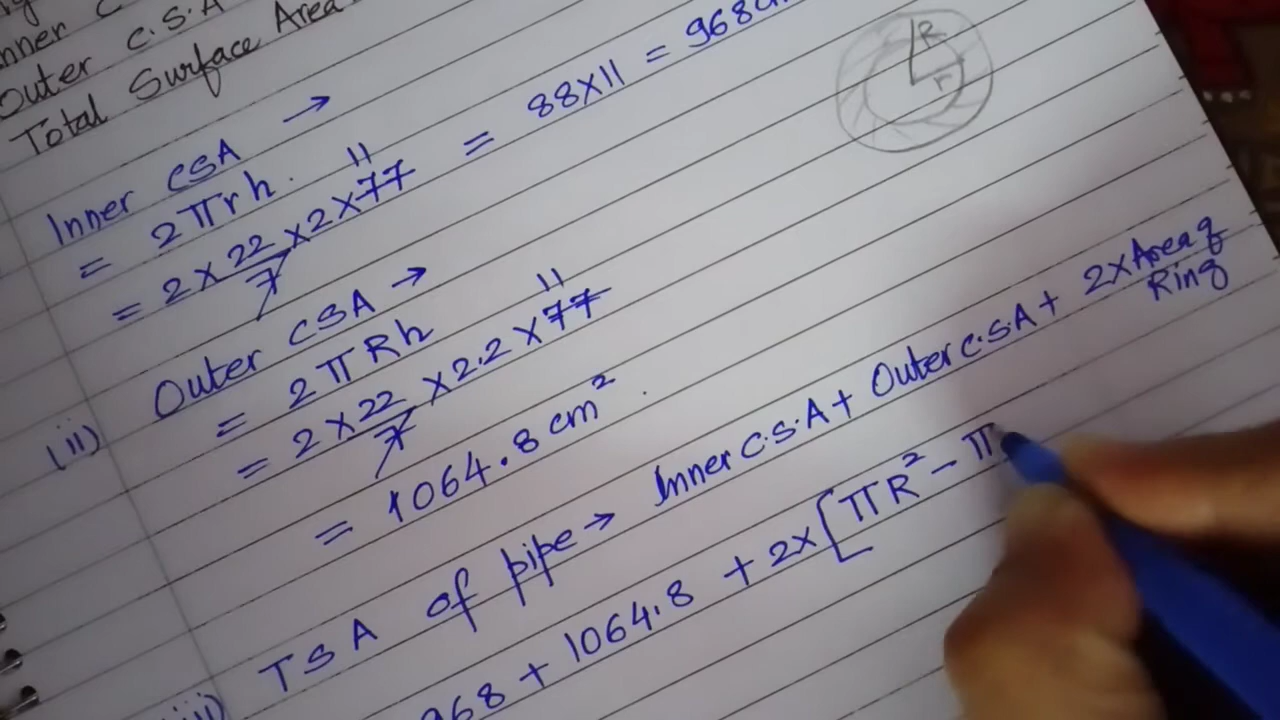 nner C
Outer C.S.A
Total Surface Area
R
r
Inner CSA →
= 2πrh.
= 2 × 22/7 × 2 × 77 11 = 88×11 = 968c
(ii) Outer CSA →
= 2πRh
= 2 × 22/7 × 2.2 × 77 11
= 1064.8 cm².
TSA of pipe → Inner C.S.A + Outer C.S.A + 2×Area of Ring
968 + 1064.8 + 2×[πR² – π